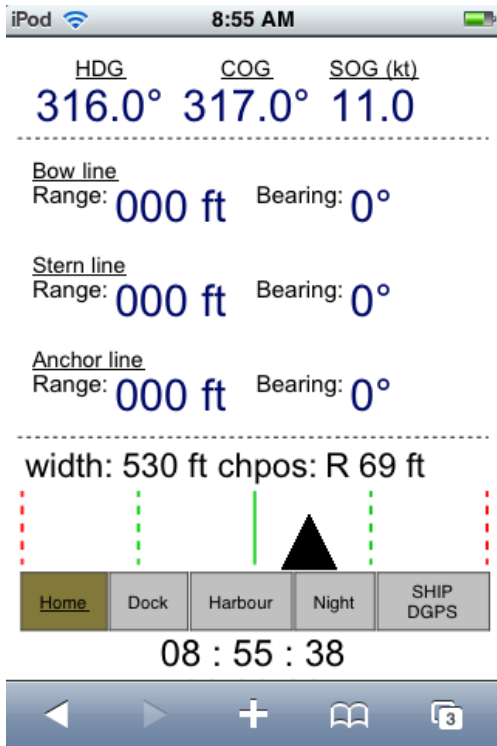 iPod 8:55 AM
HDG COG SOG (kt)
316.0° 317.0° 11.0
Bow line
Range: 000 ft Bearing: 0°
Stern line
Range: 000 ft Bearing: 0°
Anchor line
Range: 000 ft Bearing: 0°
width: 530 ft chpos: R 69 ft
Home Dock Harbour Night SHIP
DGPS
08 : 55 : 38
3